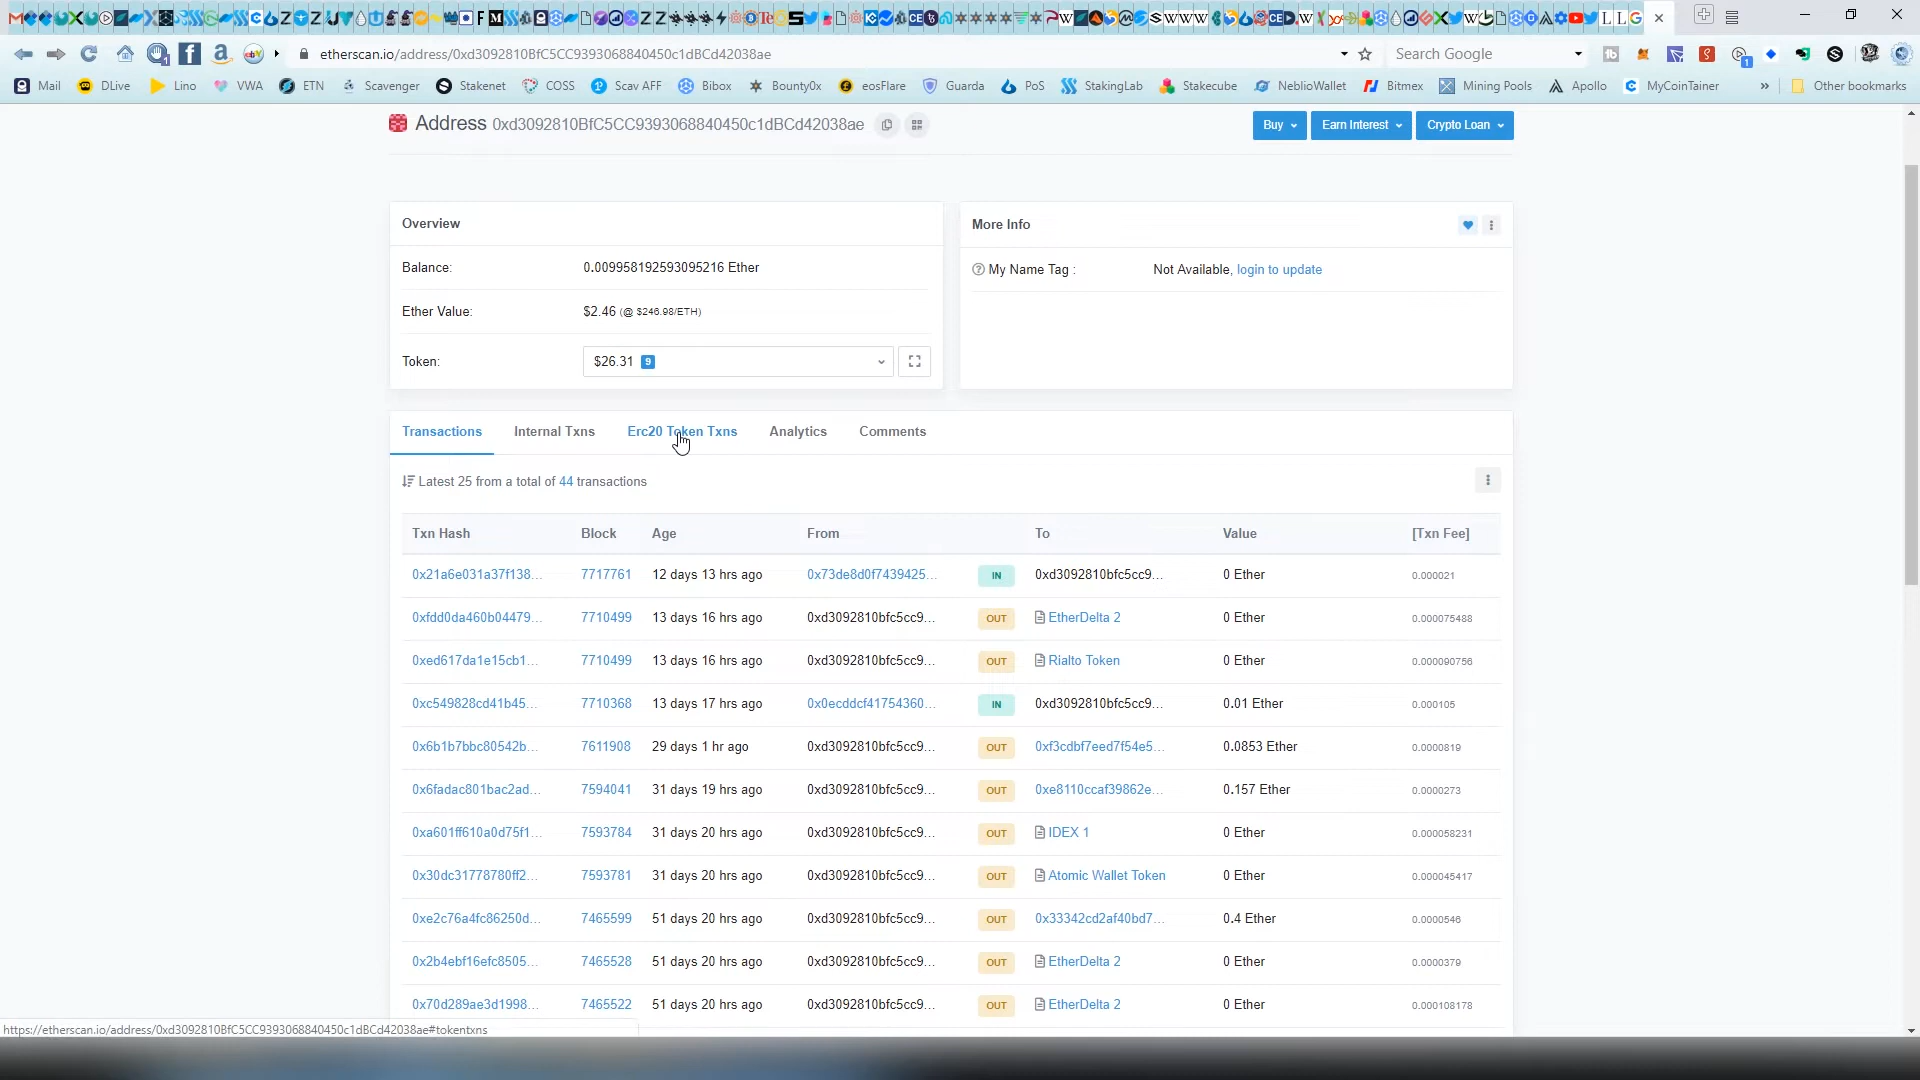 etherscan.io/address/0xd3092810BfC5CC9393068840450c1dBCd42038ae
Search Google
Mail DLive Lino VWA ETN Scavenger Stakenet COSS Scav AFF Bibox Bounty0x eosFlare Guarda PoS StakingLab Stakecube NeblioWallet Bitmex Mining Pools Apollo MyCoinTainer » Other bookmarks
Address 0xd3092810BfC5CC9393068840450c1dBCd42038ae
Buy Earn Interest Crypto Loan
Overview
Balance: 0.009958192593095216 Ether
Ether Value: $2.46 (@ $246.98/ETH)
Token: $26.31 9
More Info
My Name Tag : Not Available, login to update
Transactions Internal Txns Erc20 Token Txns Analytics Comments
Latest 25 from a total of 44 transactions
Txn Hash Block Age From To Value [Txn Fee]
0x21a6e031a37f138... 7717761 12 days 13 hrs ago 0x73de8d0f7439425... IN 0xd3092810bfc5cc9... 0 Ether 0.000021
0xfdd0da460b04479... 7710499 13 days 16 hrs ago 0xd3092810bfc5cc9... OUT EtherDelta 2 0 Ether 0.000075488
0xed617da1e15cb1... 7710499 13 days 16 hrs ago 0xd3092810bfc5cc9... OUT Rialto Token 0 Ether 0.000090756
0xc549828cd41b45... 7710368 13 days 17 hrs ago 0x0ecddcf41754360... IN 0xd3092810bfc5cc9... 0.01 Ether 0.000105
0x6b1b7bbc80542b... 7611908 29 days 1 hr ago 0xd3092810bfc5cc9... OUT 0xf3cdbf7eed7f54e5... 0.0853 Ether 0.0000819
0x6fadac801bac2ad... 7594041 31 days 19 hrs ago 0xd3092810bfc5cc9... OUT 0xe8110ccaf39862e... 0.157 Ether 0.0000273
0xa601ff610a0d75f1... 7593784 31 days 20 hrs ago 0xd3092810bfc5cc9... OUT IDEX 1 0 Ether 0.000058231
0x30dc31778780ff2... 7593781 31 days 20 hrs ago 0xd3092810bfc5cc9... OUT Atomic Wallet Token 0 Ether 0.000045417
0xe2c76a4fc86250d... 7465599 51 days 20 hrs ago 0xd3092810bfc5cc9... OUT 0x33342cd2af40bd7... 0.4 Ether 0.0000546
0x2b4ebf16efc8505... 7465528 51 days 20 hrs ago 0xd3092810bfc5cc9... OUT EtherDelta 2 0 Ether 0.0000379
0x70d289ae3d1998... 7465522 51 days 20 hrs ago 0xd3092810bfc5cc9... OUT EtherDelta 2 0 Ether 0.000108178
https://etherscan.io/address/0xd3092810BfC5CC9393068840450c1dBCd42038ae#tokentxns